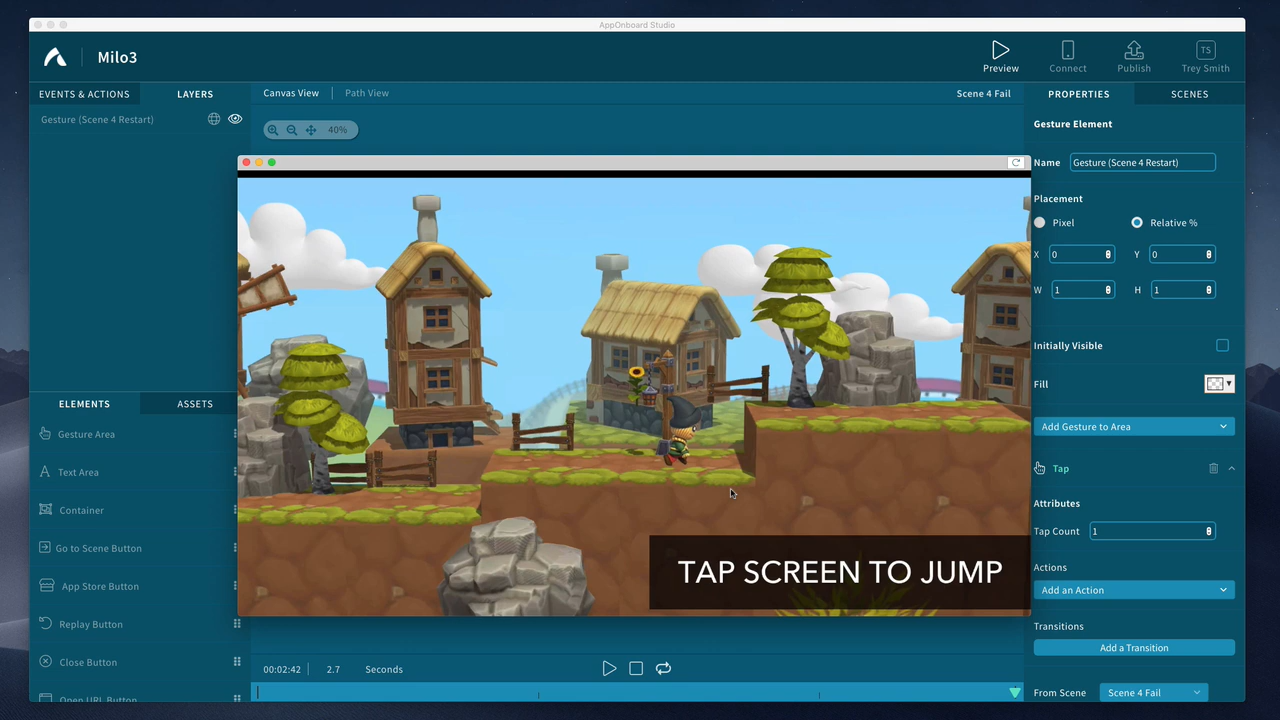 AppOnboard Studio
Milo3
Preview
Connect
Publish
TS
Trey Smith
EVENTS & ACTIONS
LAYERS
Canvas View
Path View
Scene 4 Fail
PROPERTIES
SCENES
Gesture (Scene 4 Restart)
40%
Gesture Element
Name
Gesture (Scene 4 Restart)
Placement
Pixel
Relative %
X
0
Y
0
W
1
H
1
Initially Visible
Fill
Add Gesture to Area
Tap
Attributes
Tap Count
1
Actions
Add an Action
Transitions
Add a Transition
From Scene
Scene 4 Fail
ELEMENTS
ASSETS
Gesture Area
Text Area
Container
Go to Scene Button
App Store Button
Replay Button
Close Button
Open URL Button
TAP SCREEN TO JUMP
00:02:42
2.7
Seconds